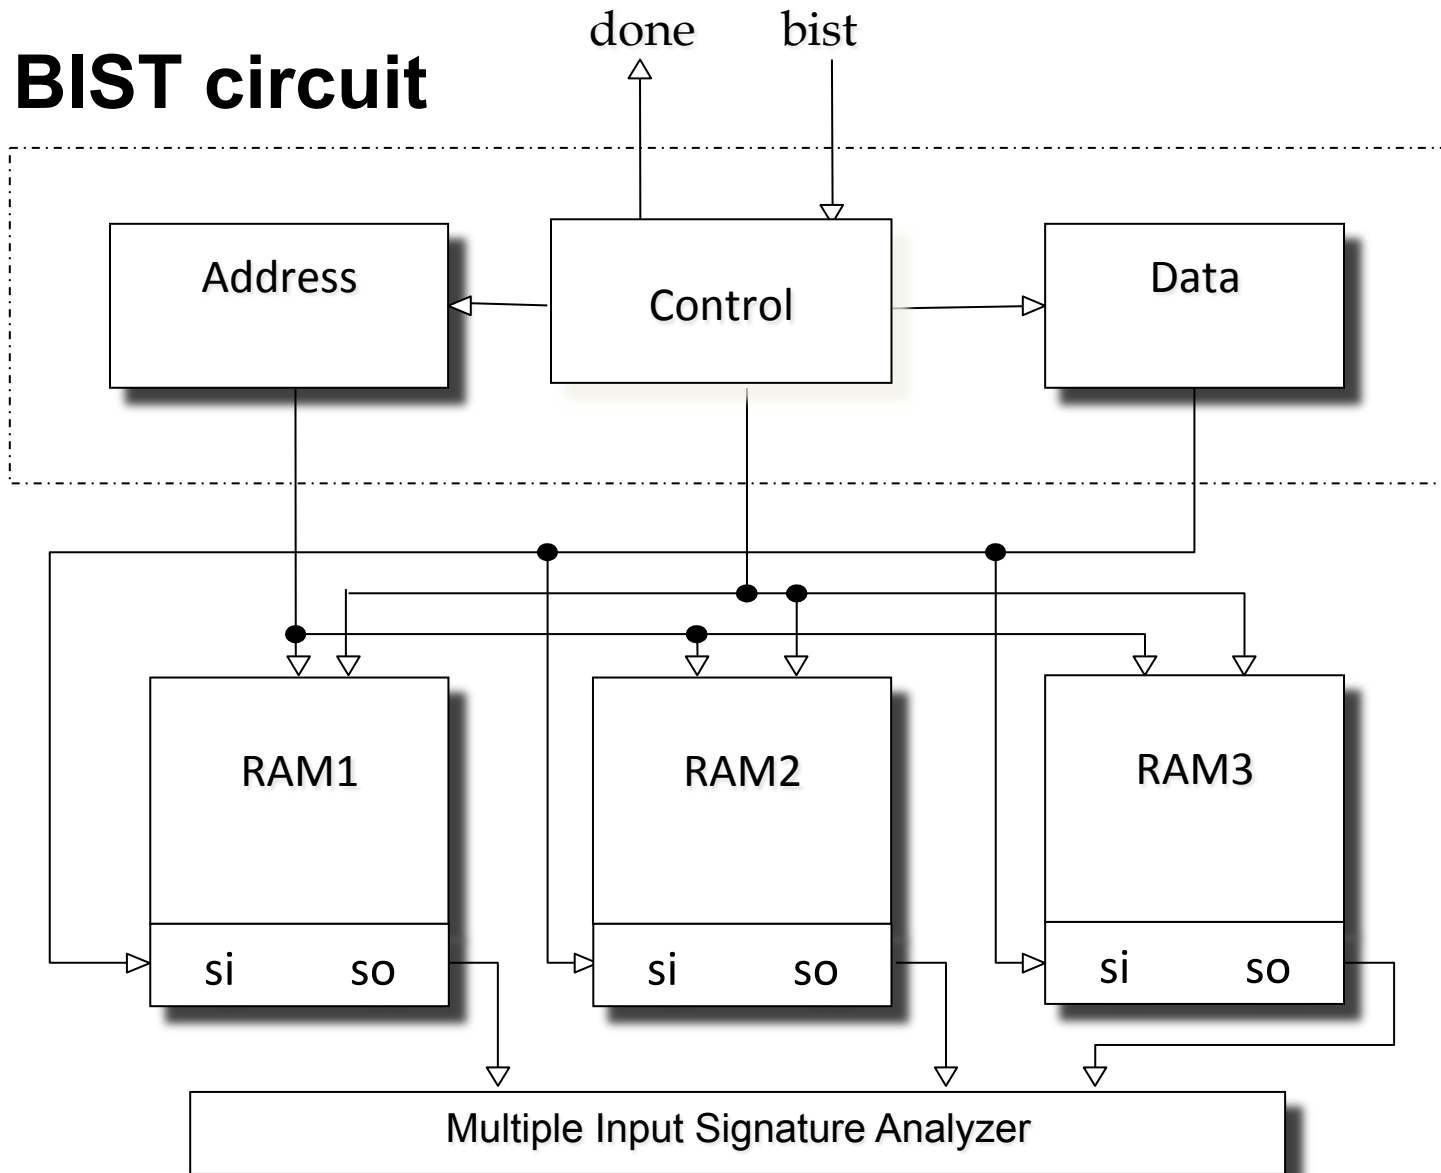 done bist
BIST circuit
Address
Control
Data
RAM1
RAM2
RAM3
si so
si so
si so
Multiple Input Signature Analyzer